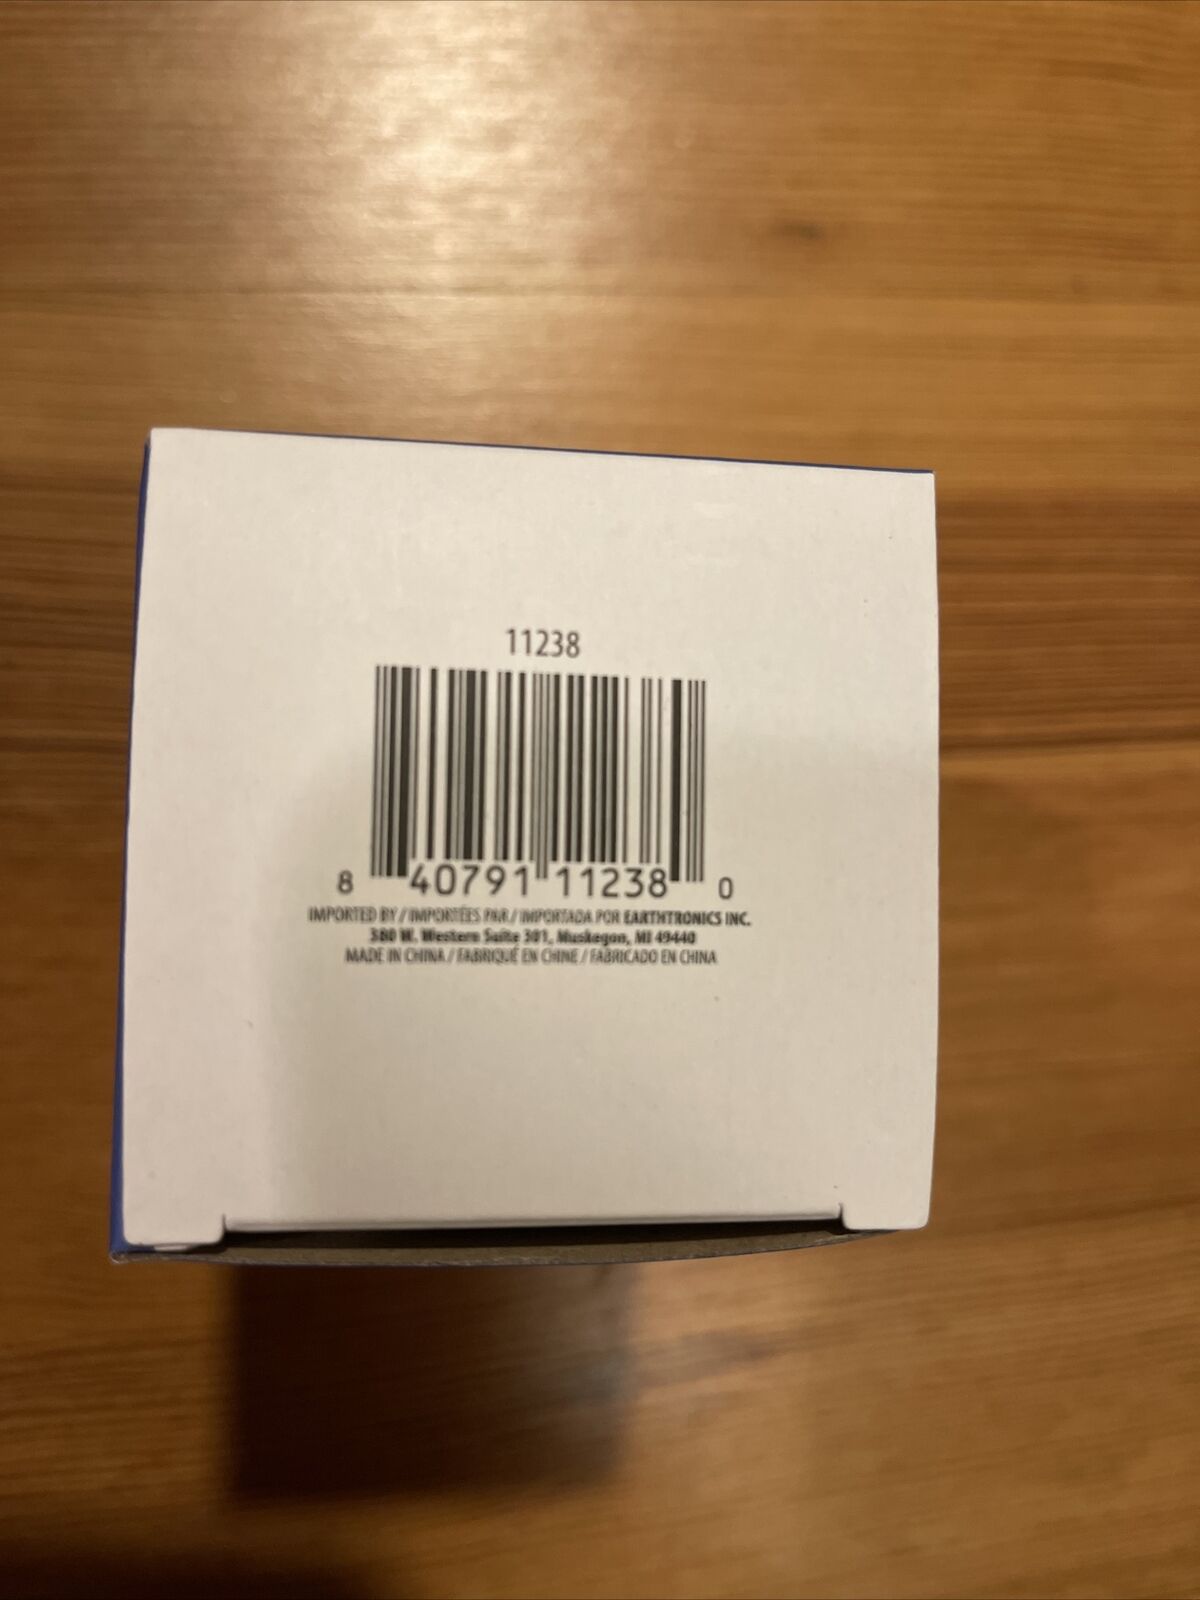 11238
8 40791 11238 0
IMPORTED BY / IMPORTÉES PAR / IMPORTADA POR EARTHTRONICS INC.
380 W. Western Suite 301, Muskegon, MI 49440
MADE IN CHINA / FABRIQUÉ EN CHINE / FABRICADO EN CHINA